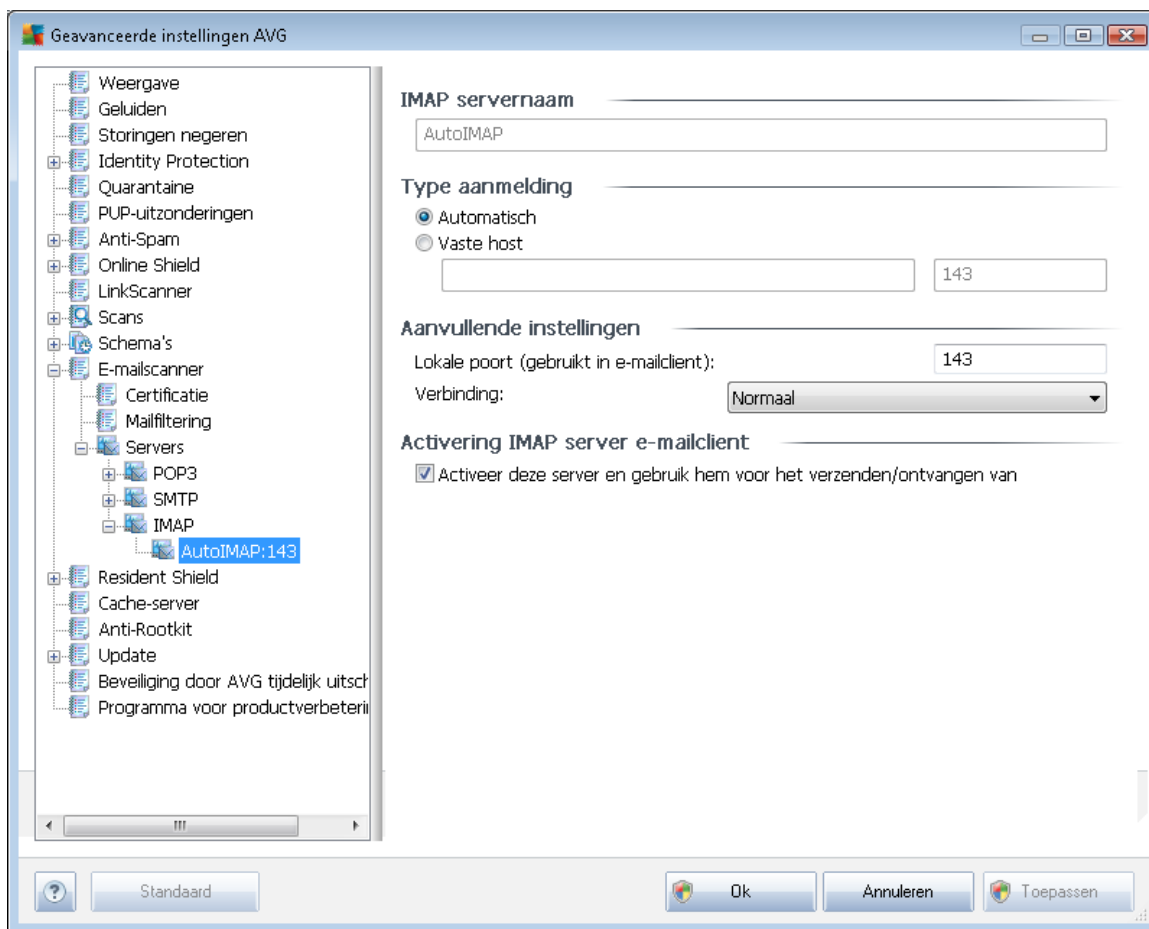 Geavanceerde instellingen AVG
Weergave
Geluiden
Storingen negeren
Identity Protection
Quarantaine
PUP-uitzonderingen
Anti-Spam
Online Shield
LinkScanner
Scans
Schema's
E-mailscanner
Certificatie
Mailfiltering
Servers
POP3
SMTP
IMAP
AutoIMAP:143
Resident Shield
Cache-server
Anti-Rootkit
Update
Beveiliging door AVG tijdelijk uitsch
Programma voor productverbeteri
IMAP servernaam
AutoIMAP
Type aanmelding
Automatisch
Vaste host
143
Aanvullende instellingen
Lokale poort (gebruikt in e-mailclient): 143
Verbinding: Normaal
Activering IMAP server e-mailclient
Activeer deze server en gebruik hem voor het verzenden/ontvangen van
? Standaard Ok Annuleren Toepassen